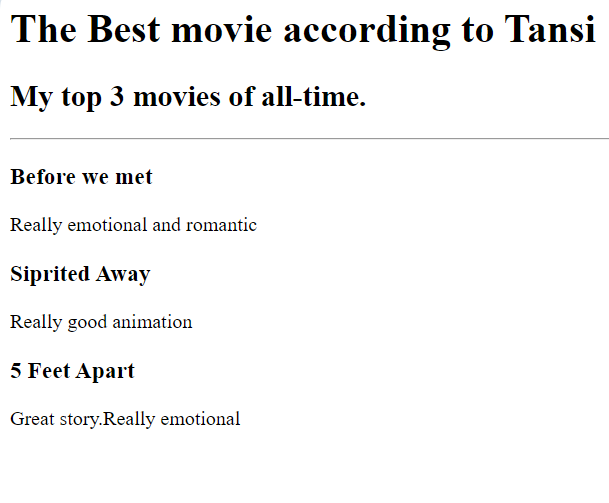 The Best movie according to Tansi
My top 3 movies of all-time.
Before we met
Really emotional and romantic
Siprited Away
Really good animation
5 Feet Apart
Great story.Really emotional